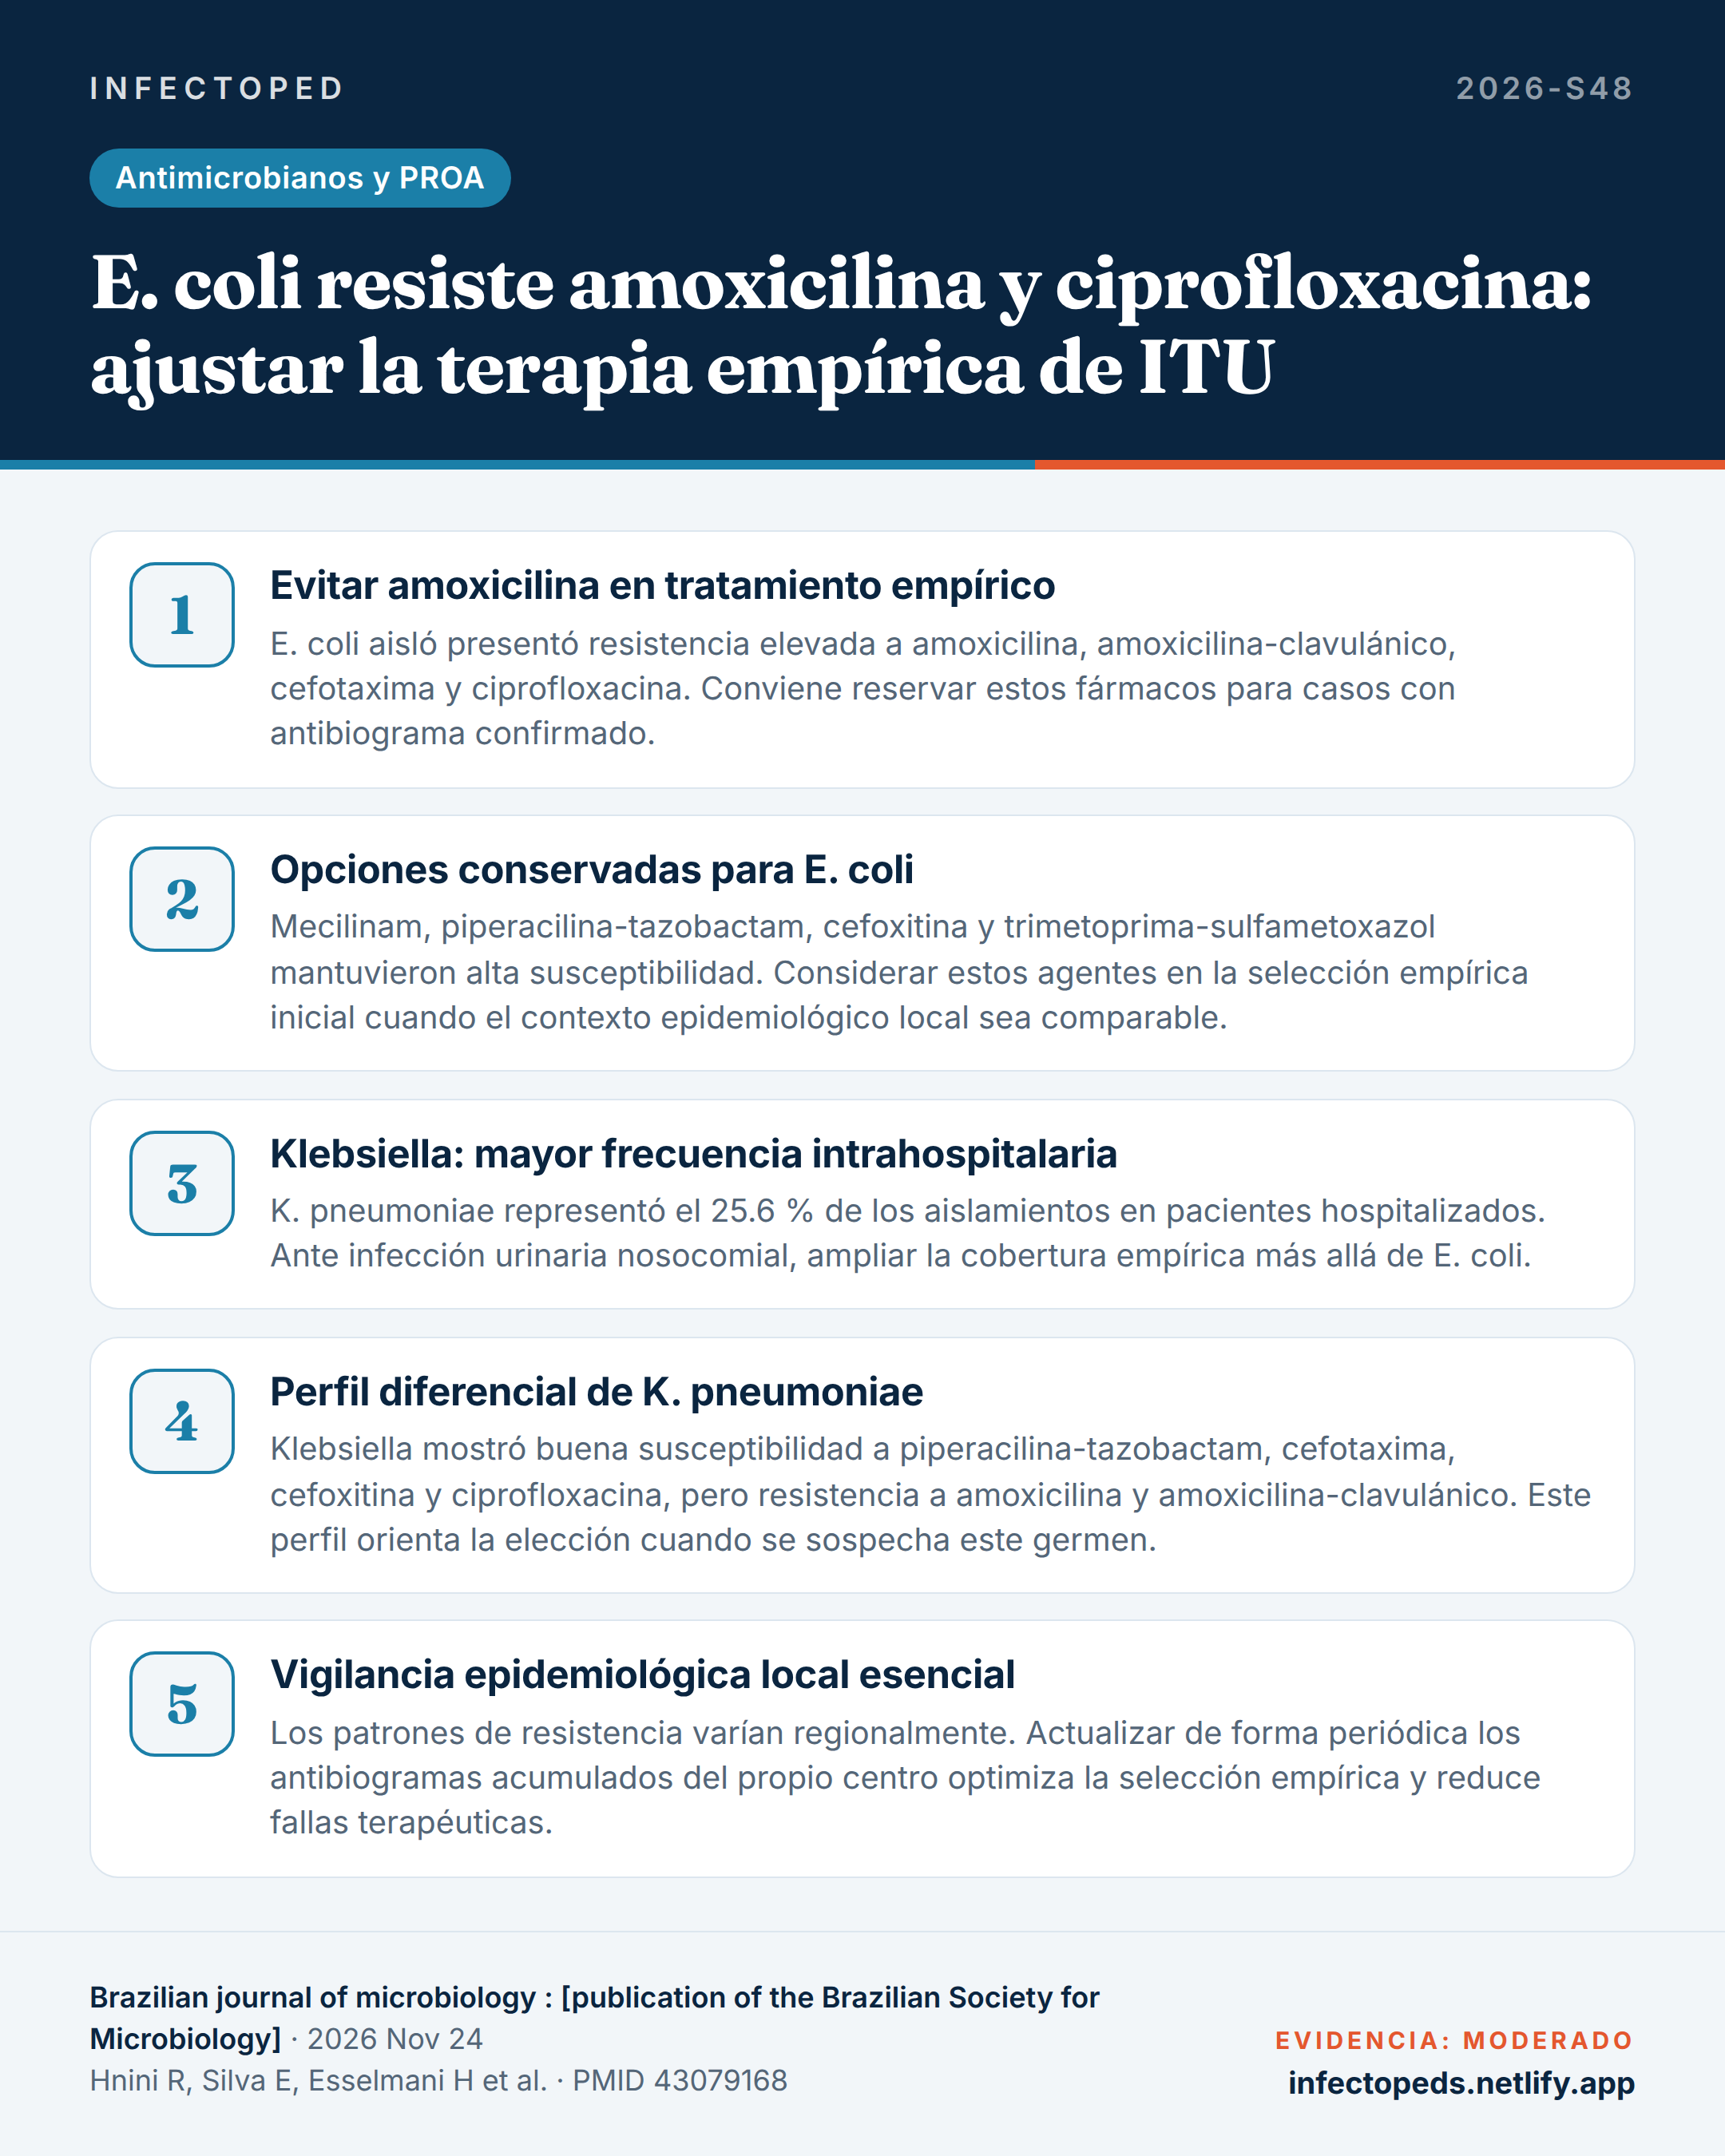 INFECTOPED
2026-S48
Antimicrobianos y PROA
E. coli resiste amoxicilina y ciprofloxacina:
ajustar la terapia empírica de ITU
1
Evitar amoxicilina en tratamiento empírico
E. coli aisló presentó resistencia elevada a amoxicilina, amoxicilina-clavulánico,
cefotaxima y ciprofloxacina. Conviene reservar estos fármacos para casos con
antibiograma confirmado.
2
Opciones conservadas para E. coli
Mecilinam, piperacilina-tazobactam, cefoxitina y trimetoprima-sulfametoxazol
mantuvieron alta susceptibilidad. Considerar estos agentes en la selección empírica
inicial cuando el contexto epidemiológico local sea comparable.
3
Klebsiella: mayor frecuencia intrahospitalaria
K. pneumoniae representó el 25.6 % de los aislamientos en pacientes hospitalizados.
Ante infección urinaria nosocomial, ampliar la cobertura empírica más allá de E. coli.
4
Perfil diferencial de K. pneumoniae
Klebsiella mostró buena susceptibilidad a piperacilina-tazobactam, cefotaxima,
cefoxitina y ciprofloxacina, pero resistencia a amoxicilina y amoxicilina-clavulánico. Este
perfil orienta la elección cuando se sospecha este germen.
5
Vigilancia epidemiológica local esencial
Los patrones de resistencia varían regionalmente. Actualizar de forma periódica los
antibiogramas acumulados del propio centro optimiza la selección empírica y reduce
fallas terapéuticas.
Brazilian journal of microbiology : [publication of the Brazilian Society for
Microbiology] · 2026 Nov 24
Hnini R, Silva E, Esselmani H et al. · PMID 43079168
EVIDENCIA: MODERADO
infectopeds.netlify.app